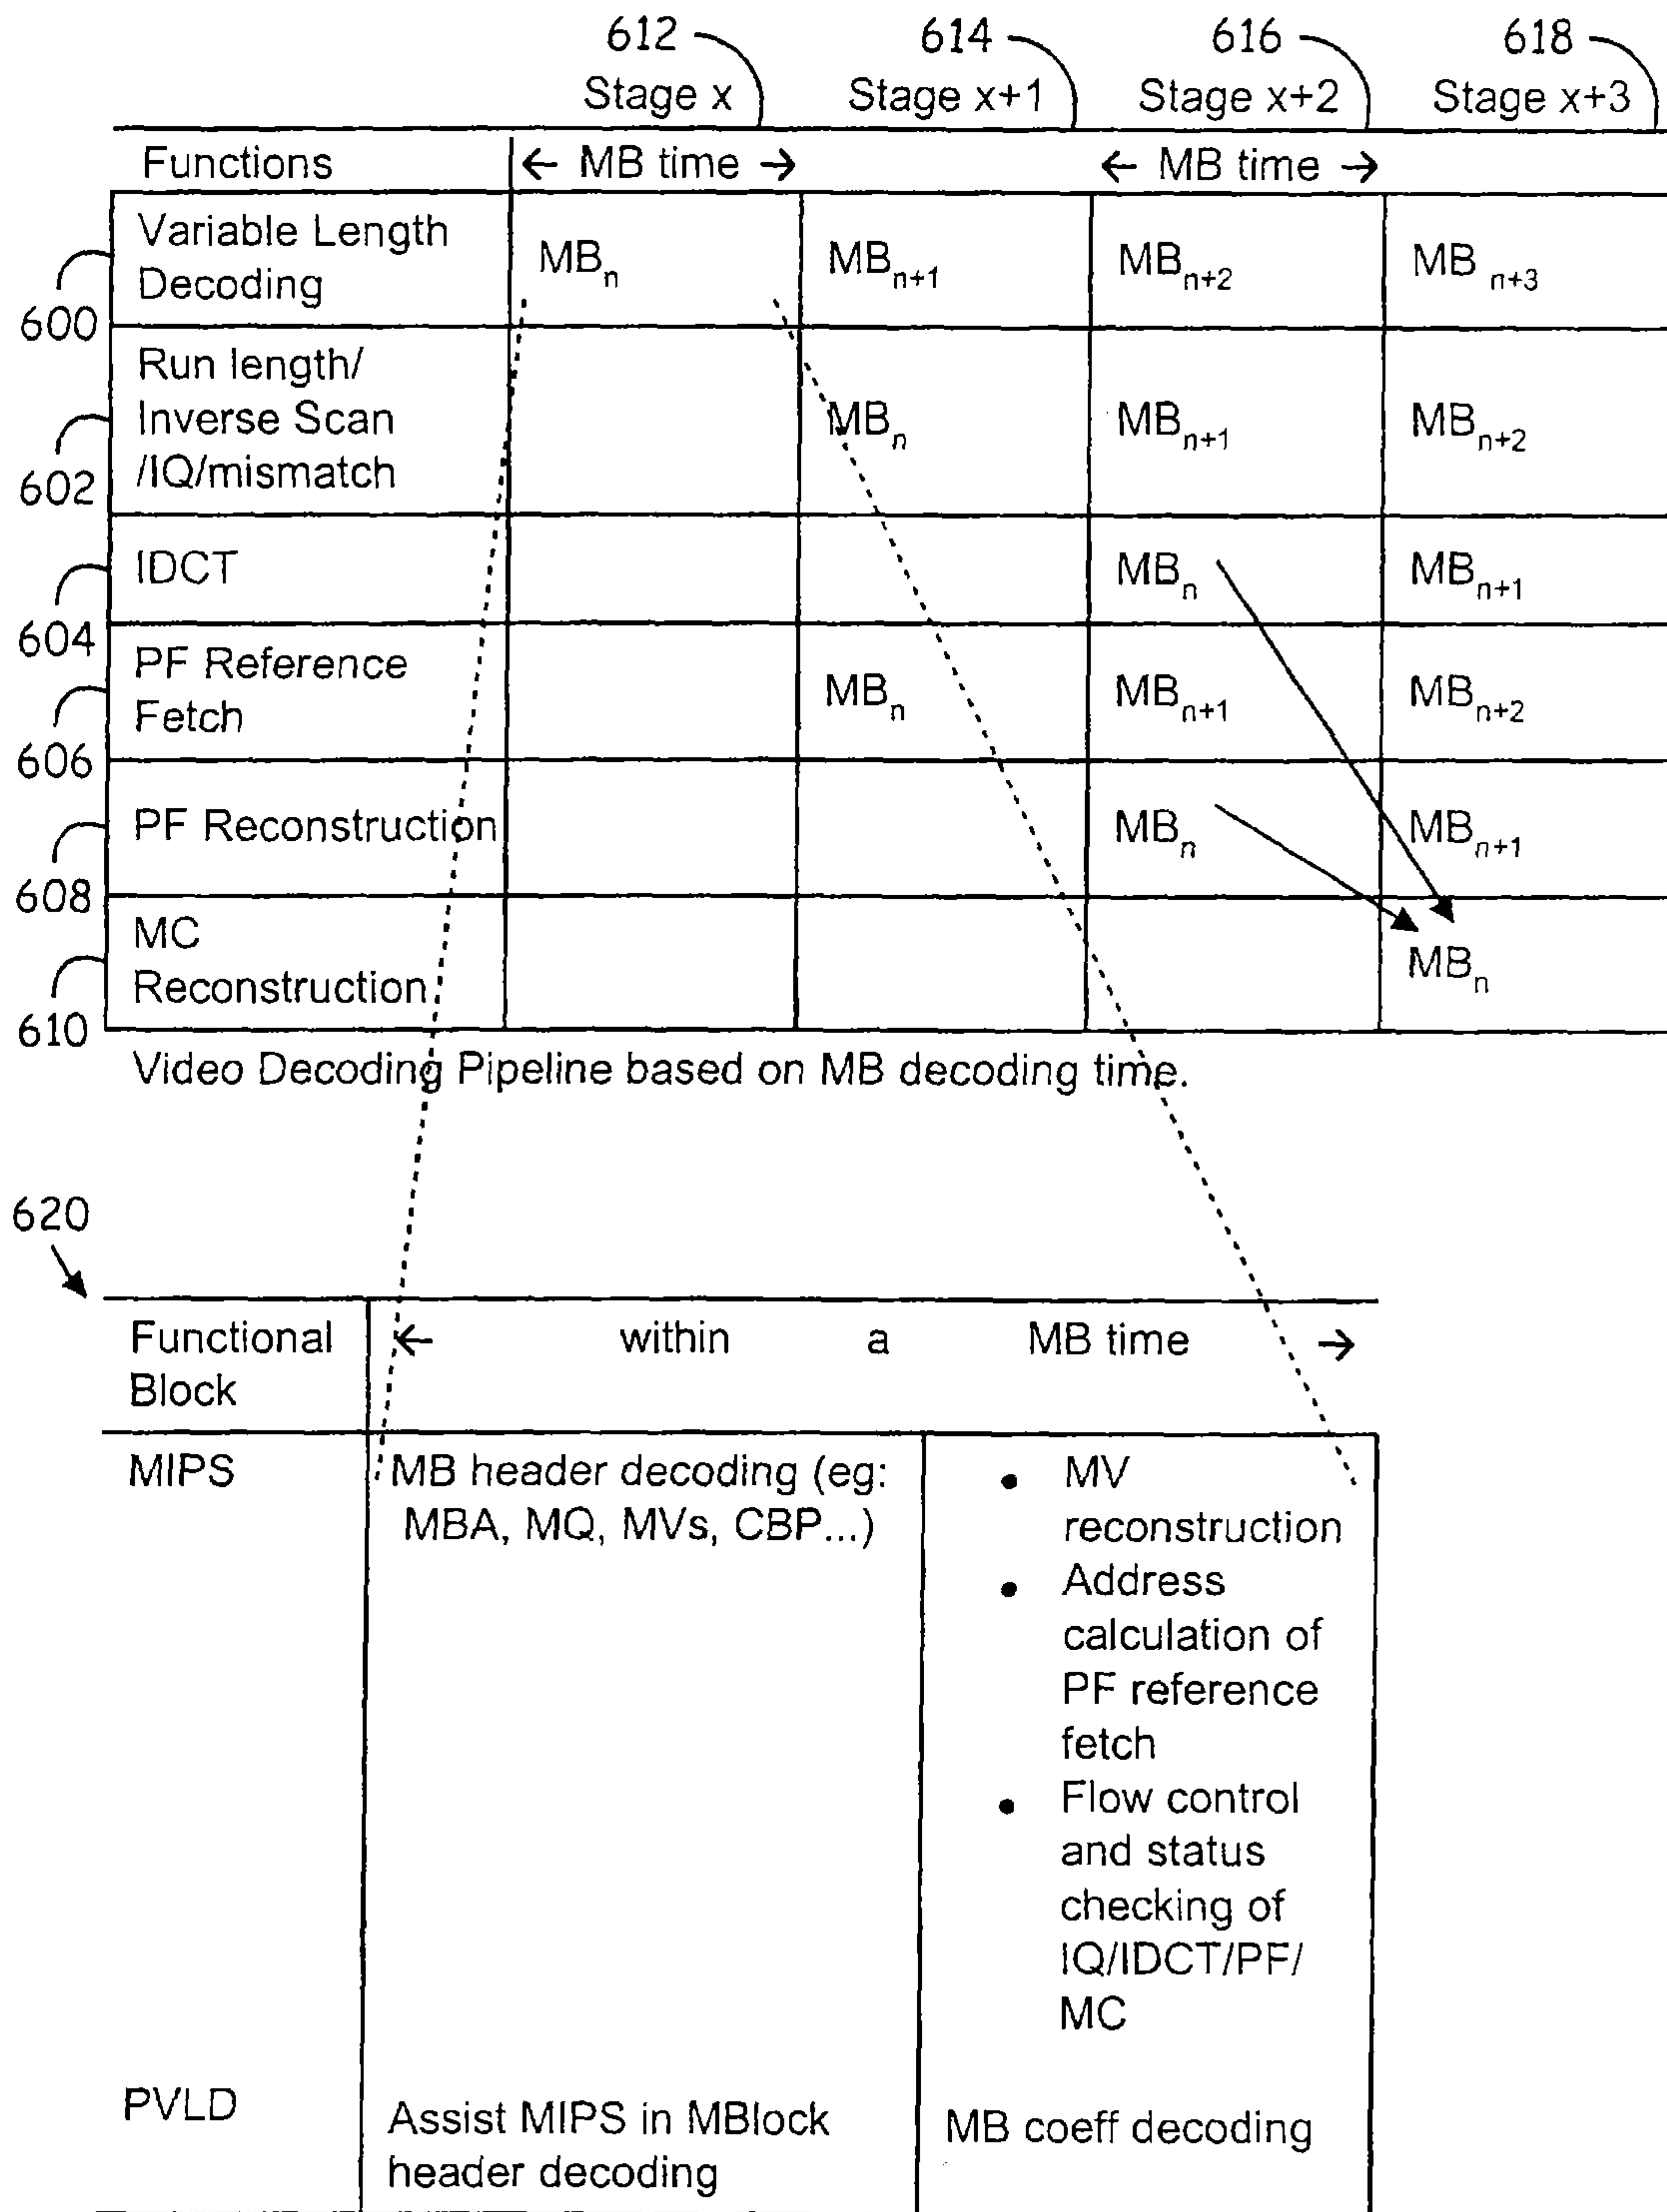 612 614 616 618
Stage x Stage x+1 Stage x+2 Stage x+3
Functions ← MB time → ← MB time →
Variable Length
Decoding
MBn MBn+1 MBn+2 MB n+3
600
Run length/
Inverse Scan
/IQ/mismatch
MBn MBn+1 MBn+2
602
IDCT MBn MBn+1
604
PF Reference
Fetch
MBn MBn+1 MBn+2
606
PF Reconstruction MBn MBn+1
608
MC
Reconstruction
MBn
610
Video Decoding Pipeline based on MB decoding time.
620
Functional
Block
← within a MB time →
MIPS
MB header decoding (eg:
MBA, MQ, MVs, CBP...)
• MV
reconstruction
• Address
calculation of
PF reference
fetch
• Flow control
and status
checking of
IQ/IDCT/PF/
MC
PVLD
Assist MIPS in MBlock
header decoding
MB coeff decoding